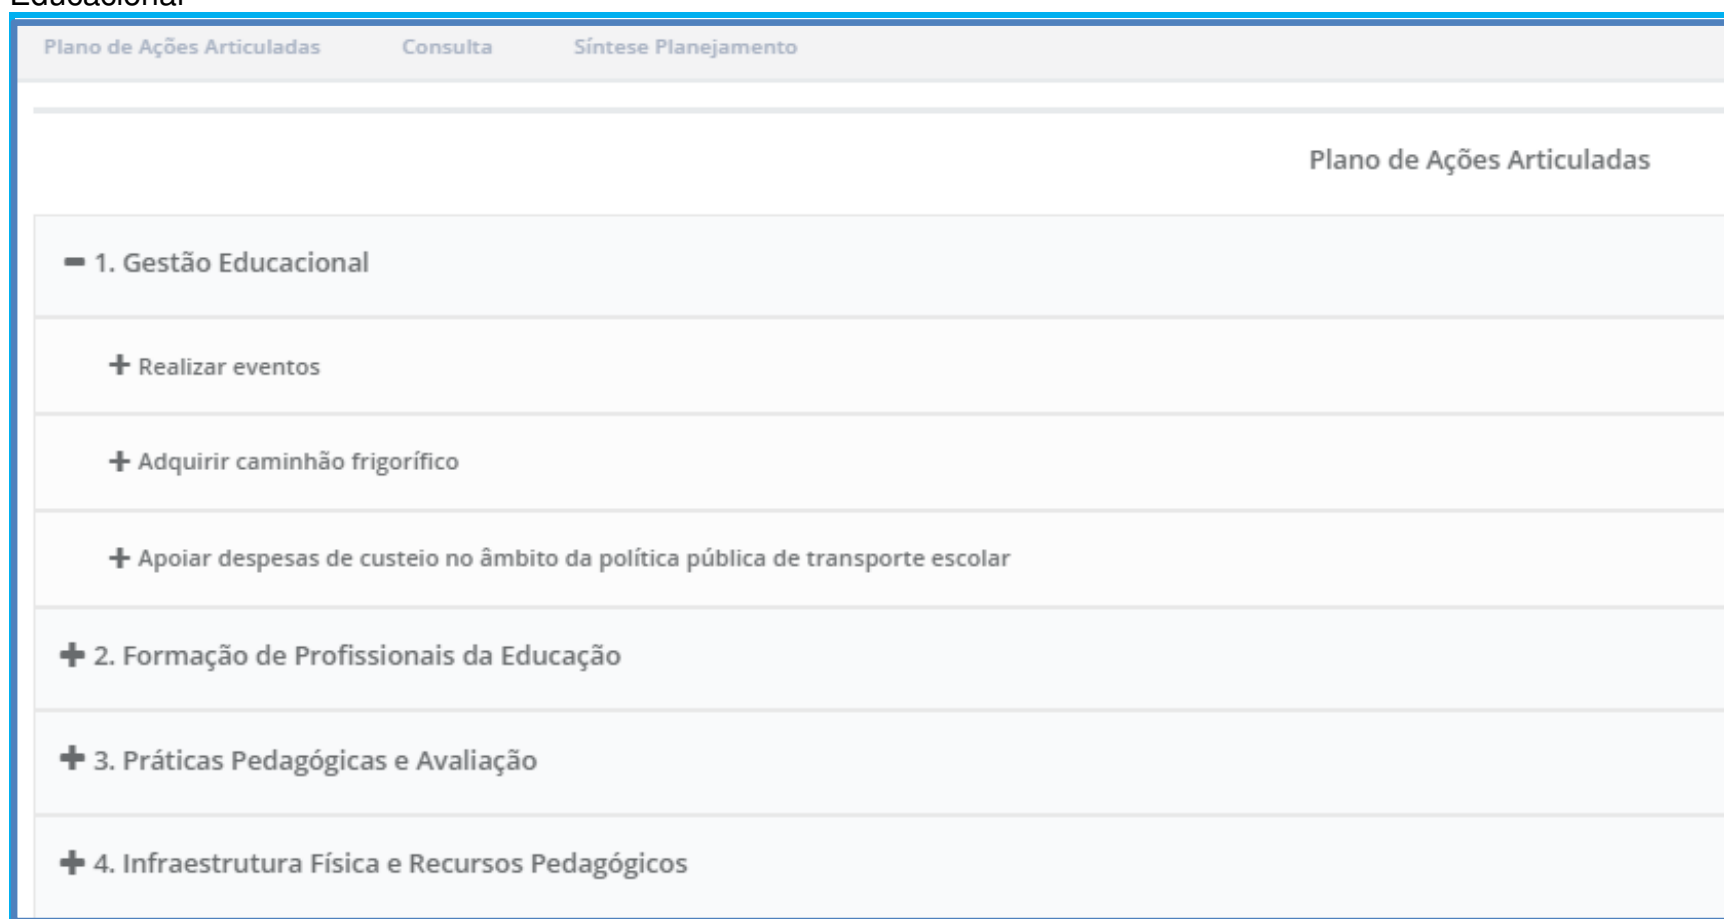 Educacional
Plano de Ações Articuladas Consulta Síntese Planejamento
Plano de Ações Articuladas
1. Gestão Educacional
Realizar eventos
Adquirir caminhão frigorífico
Apoiar despesas de custeio no âmbito da política pública de transporte escolar
2. Formação de Profissionais da Educação
3. Práticas Pedagógicas e Avaliação
4. Infraestrutura Física e Recursos Pedagógicos